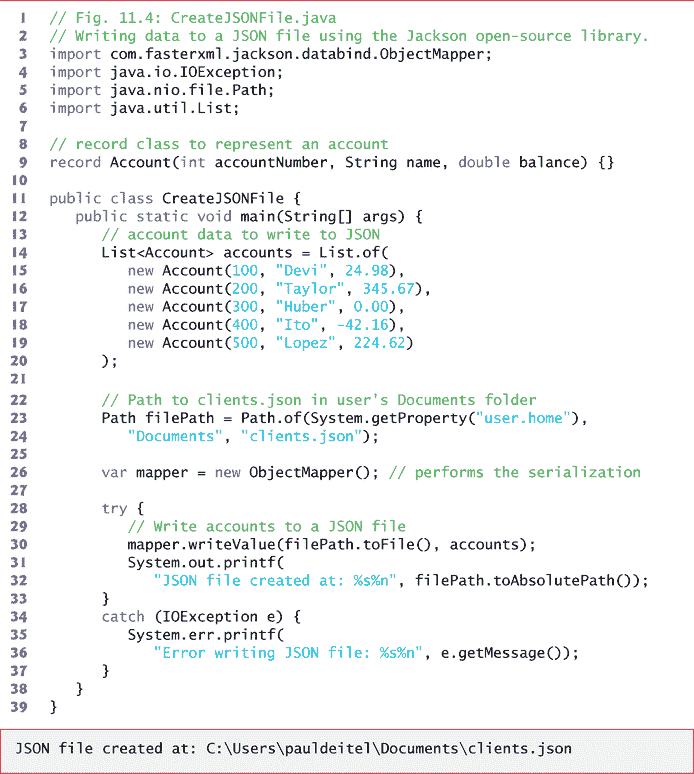 1 // Fig. 11.4: CreateJSONFile.java
2 // Writing data to a JSON file using the Jackson open-source library.
3 import com.fasterxml.jackson.databind.ObjectMapper;
4 import java.io.IOException;
5 import java.nio.file.Path;
6 import java.util.List;
7
8 // record class to represent an account
9 record Account(int accountNumber, String name, double balance) {}
10
11 public class CreateJSONFile {
12    public static void main(String[] args) {
13       // account data to write to JSON
14       List<Account> accounts = List.of(
15          new Account(100, "Devi", 24.98),
16          new Account(200, "Taylor", 345.67),
17          new Account(300, "Huber", 0.00),
18          new Account(400, "Ito", -42.16),
19          new Account(500, "Lopez", 224.62)
20       );
21
22       // Path to clients.json in user's Documents folder
23       Path filePath = Path.of(System.getProperty("user.home"),
24          "Documents", "clients.json");
25
26       var mapper = new ObjectMapper(); // performs the serialization
27
28       try {
29          // Write accounts to a JSON file
30          mapper.writeValue(filePath.toFile(), accounts);
31          System.out.printf(
32             "JSON file created at: %s%n", filePath.toAbsolutePath());
33       }
34       catch (IOException e) {
35          System.err.printf(
36             "Error writing JSON file: %s%n", e.getMessage());
37       }
38    }
39 }
JSON file created at: C:\Users\pauldeitel\Documents\clients.json